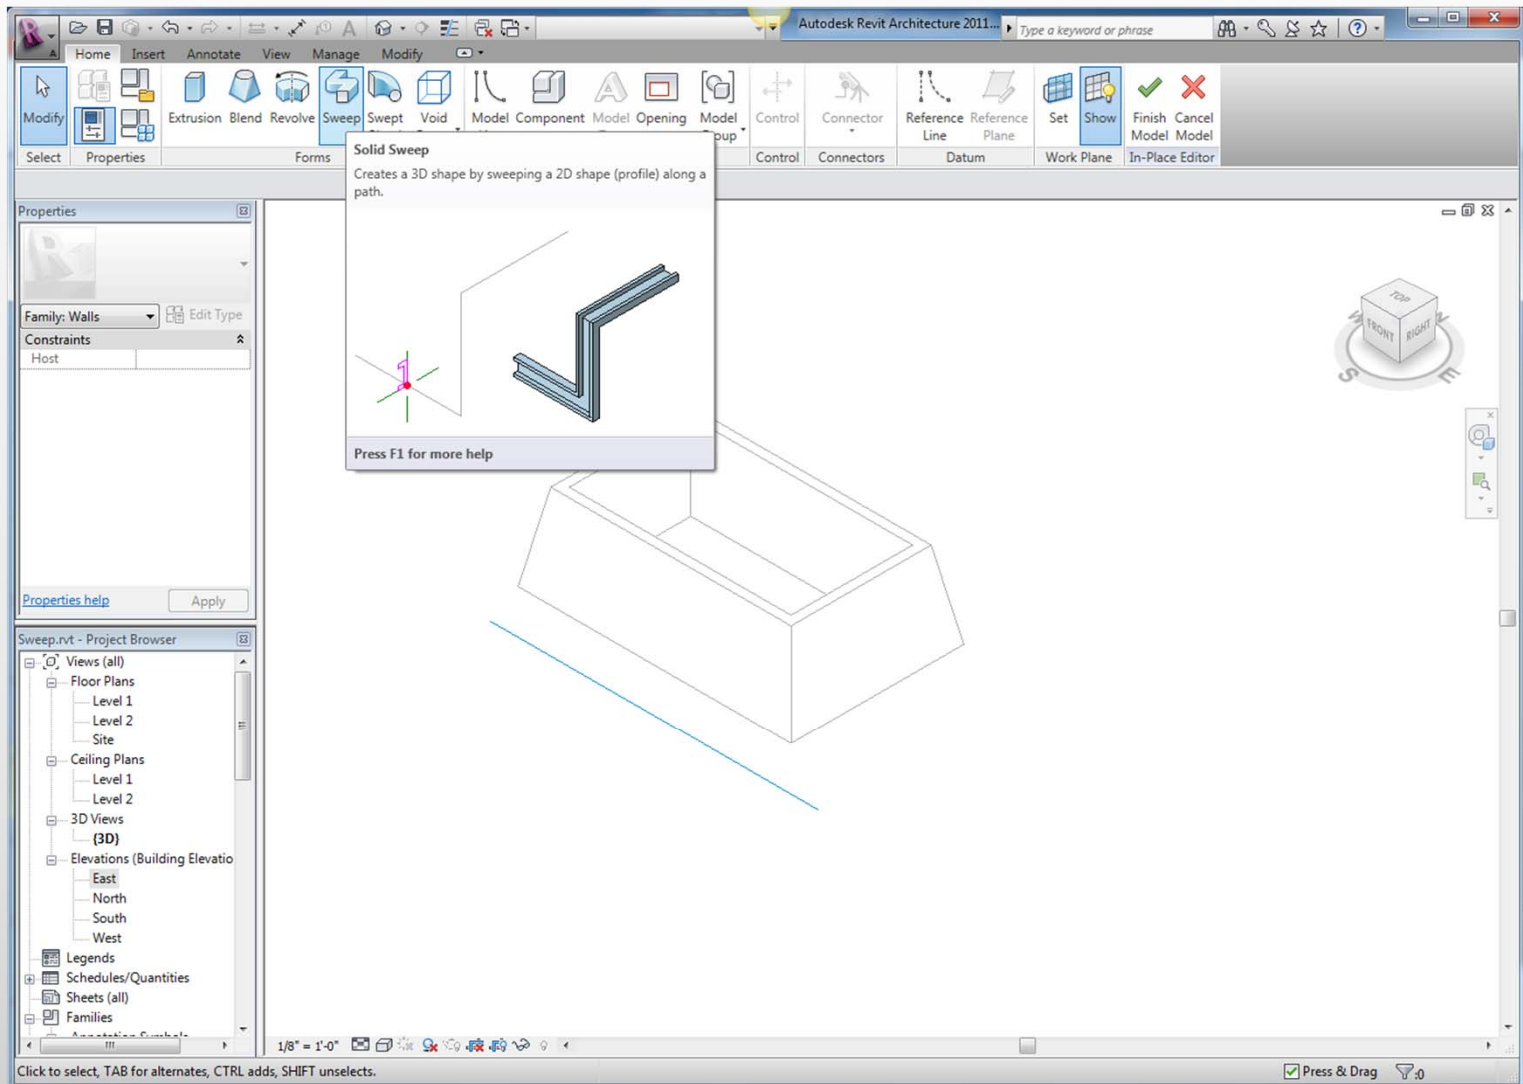 Autodesk Revit Architecture 2011...
Type a keyword or phrase
Home Insert Annotate View Manage Modify
Modify
Extrusion Blend Revolve Sweep Swept Void
Model Component Model Opening Model
Group
Control
Connector
Reference Line
Reference Plane
Set Show
Finish Model
Cancel Model
Select Properties Forms Control Connectors Datum Work Plane In-Place Editor
Solid Sweep
Creates a 3D shape by sweeping a 2D shape (profile) along a
path.
Press F1 for more help
Properties
Family: Walls
Edit Type
Constraints
Host
Properties help
Apply
TOP
FRONT RIGHT
S E
Sweep.rvt - Project Browser
Views (all)
Floor Plans
Level 1
Level 2
Site
Ceiling Plans
Level 1
Level 2
3D Views
{3D}
Elevations (Building Elevatio
East
North
South
West
Legends
Schedules/Quantities
Sheets (all)
Families
1/8" = 1'-0"
Click to select, TAB for alternates, CTRL adds, SHIFT unselects.
Press & Drag
:0